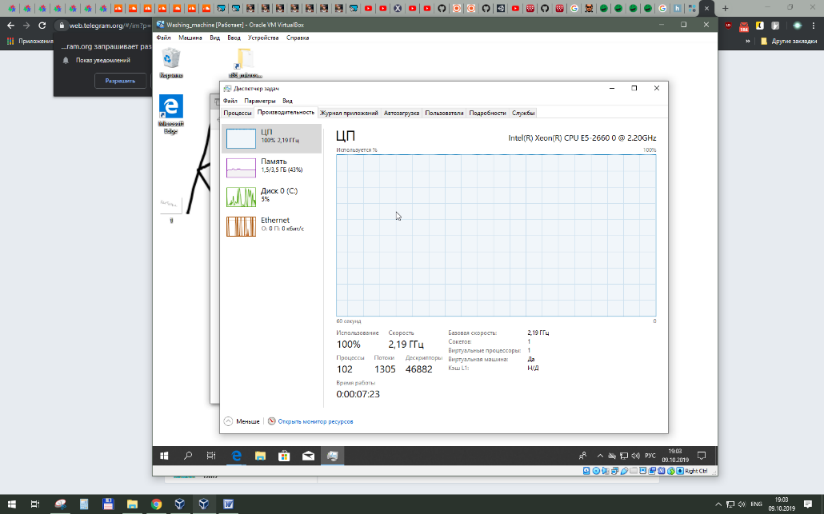 web.telegram.org/#/im?p=
Washing_machine [Работает] - Oracle VM VirtualBox
Файл Машина Вид Ввод Устройства Справка
Приложения
Другие закладки
...ram.org запрашивает раз
Показ уведомлений
Разрешить
Корзина
Microsoft
Edge
Диспетчер задач
Файл Параметры Вид
Процессы Производительность Журнал приложений Автозагрузка Пользователи Подробности Службы
ЦП
100% 2,19 ГГц
Память
1,5/3,5 ГБ (43%)
Диск 0 (C:)
5%
Ethernet
О: 0 П: 0 кбит/с
ЦП
Intel(R) Xeon(R) CPU E5-2660 0 @ 2.20GHz
Используется %
100%
60 секунд
0
Использование Скорость
100% 2,19 ГГц
Процессы Потоки Дескрипторы
102 1305 46882
Время работы
0:00:07:23
Базовая скорость: 2,19 ГГц
Сокетов: 1
Виртуальные процессоры: 1
Виртуальная машина: Да
Кэш L1: Н/Д
Меньше
Открыть монитор ресурсов
РУС
19:03
09.10.2019
Right Ctrl
ENG
19:03
09.10.2019